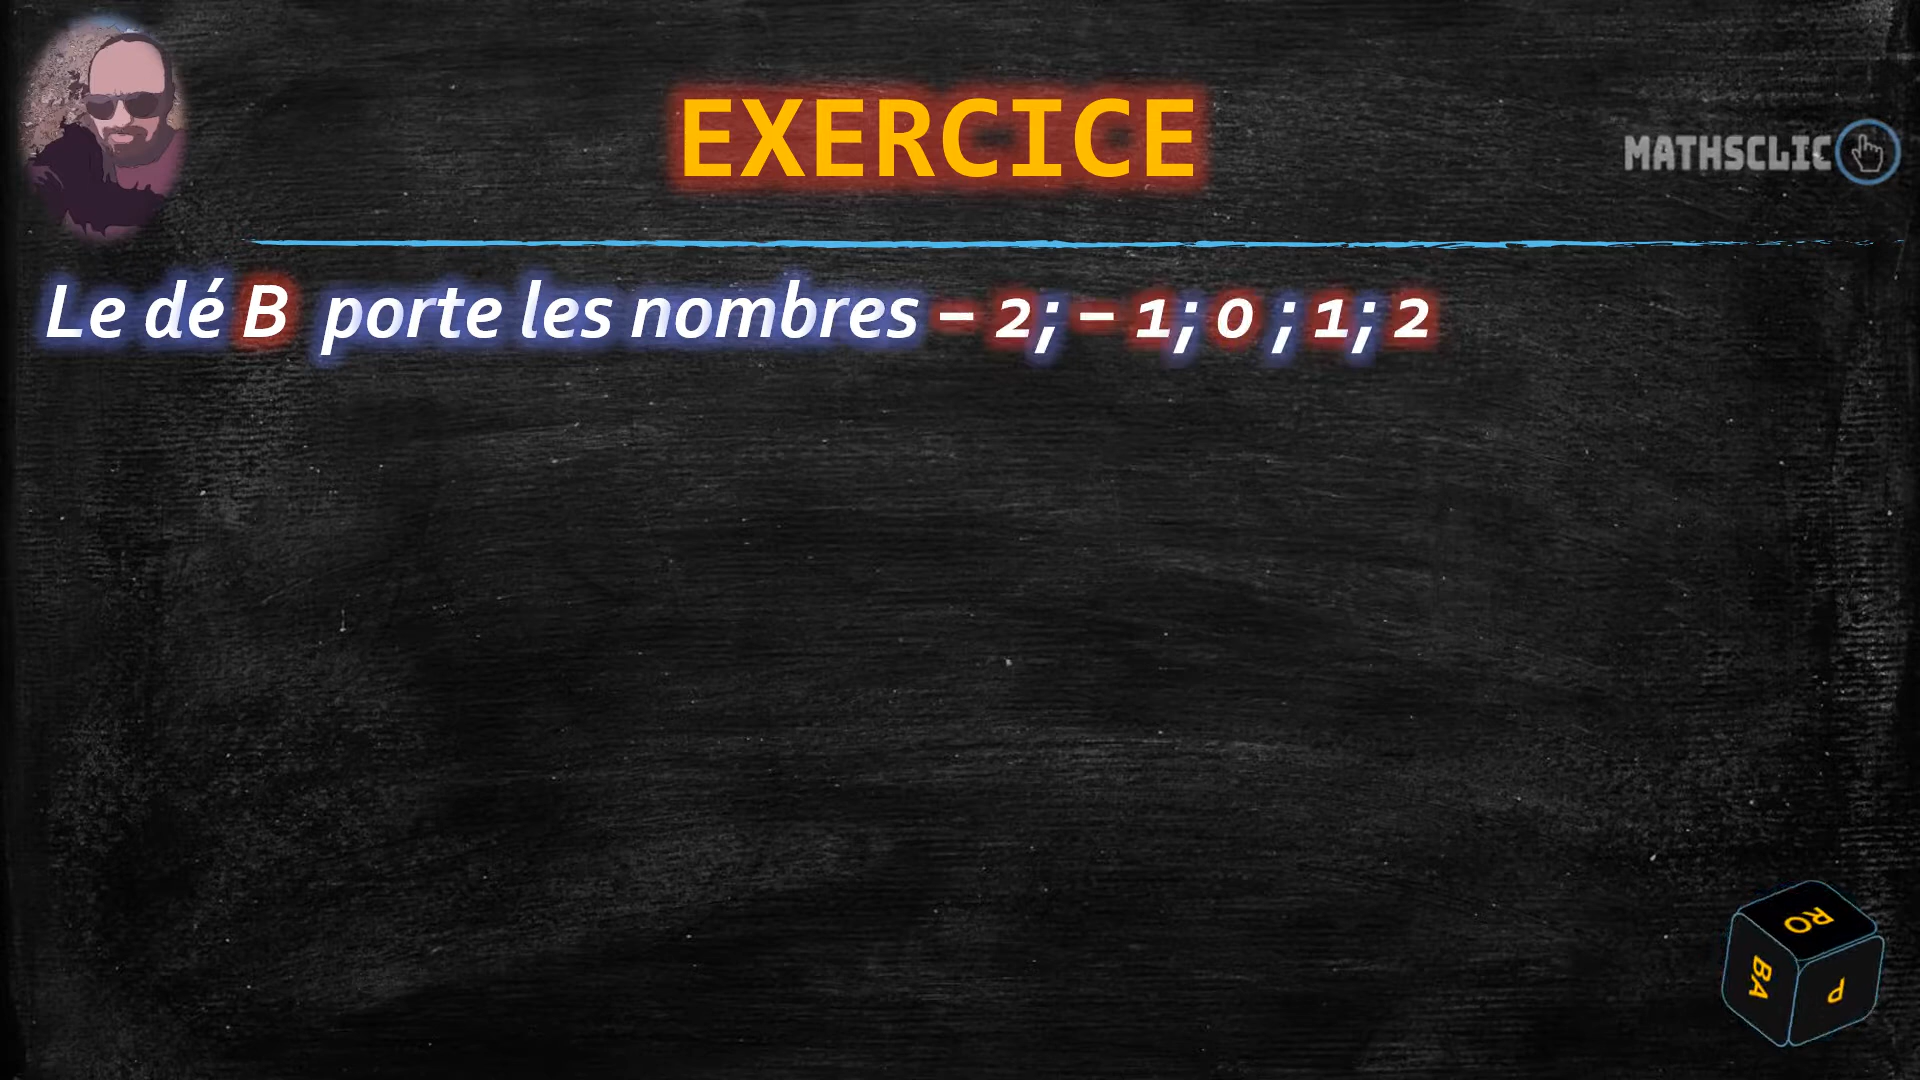 EXERCICE
MATHSCLIC
Le dé B porte les nombres – 2; – 1; 0 ; 1; 2
RO
BA
P